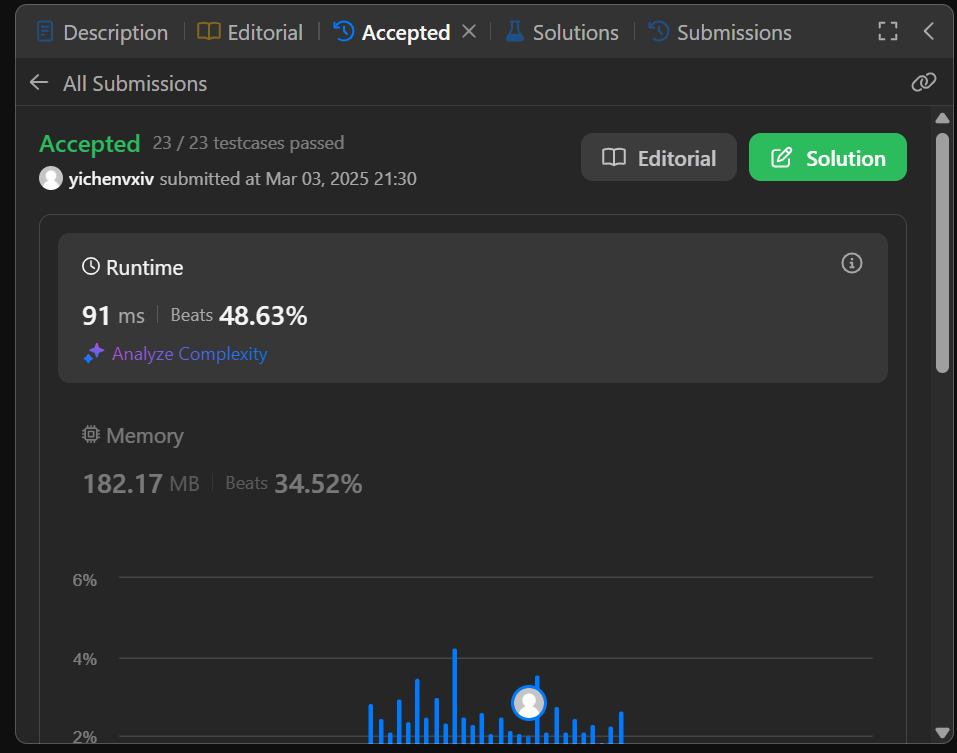 Description Editorial Accepted Solutions Submissions
All Submissions
Accepted 23 / 23 testcases passed
Editorial
Solution
yichenvxiv submitted at Mar 03, 2025 21:30
Runtime
91 ms Beats 48.63%
Analyze Complexity
Memory
182.17 MB Beats 34.52%
6%
4%
2%